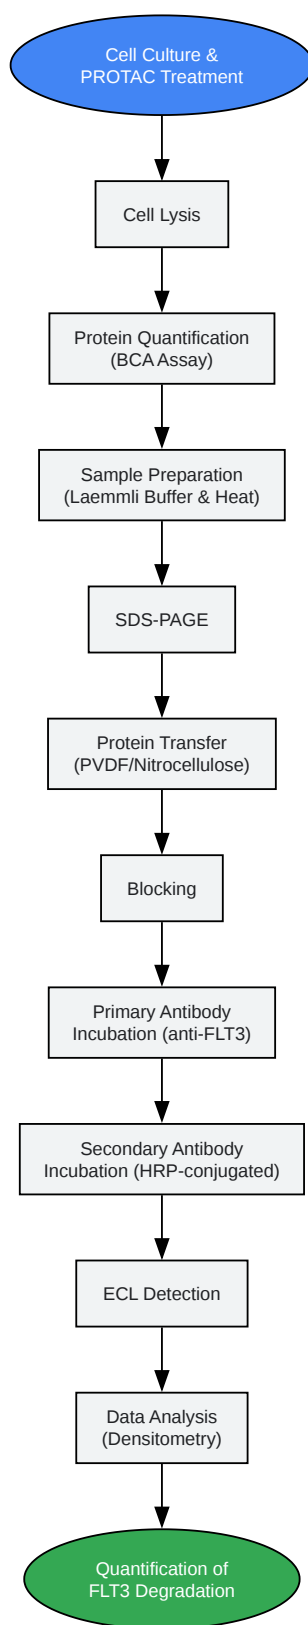 Cell Culture &
PROTAC Treatment
Cell Lysis
Protein Quantification
(BCA Assay)
Sample Preparation
(Laemmli Buffer & Heat)
SDS-PAGE
Protein Transfer
(PVDF/Nitrocellulose)
Blocking
Primary Antibody
Incubation (anti-FLT3)
Secondary Antibody
Incubation (HRP-conjugated)
ECL Detection
Data Analysis
(Densitometry)
Quantification of
FLT3 Degradation